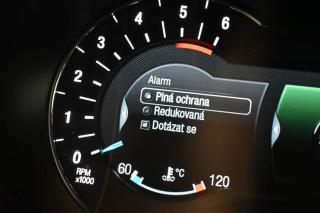 6
5
4
3
2
1
0
RPM
x1000
Alarm
Plná ochrana
Redukovaná
Dotázat se
60
°C
120